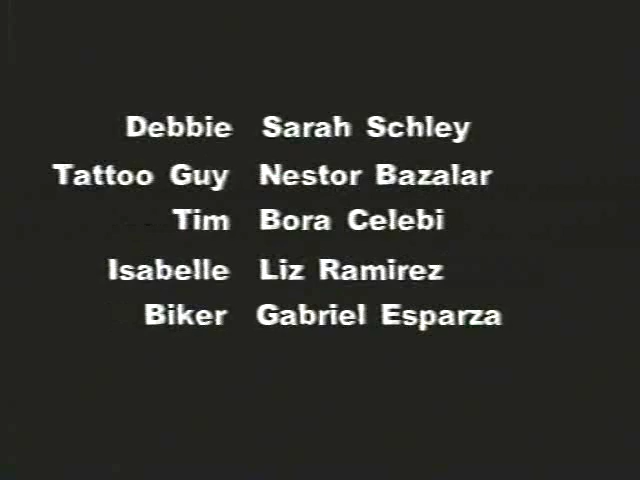 Debbie Sarah Schley
Tattoo Guy Nestor Bazalar
Tim Bora Celebi
Isabelle Liz Ramirez
Biker Gabriel Esparza